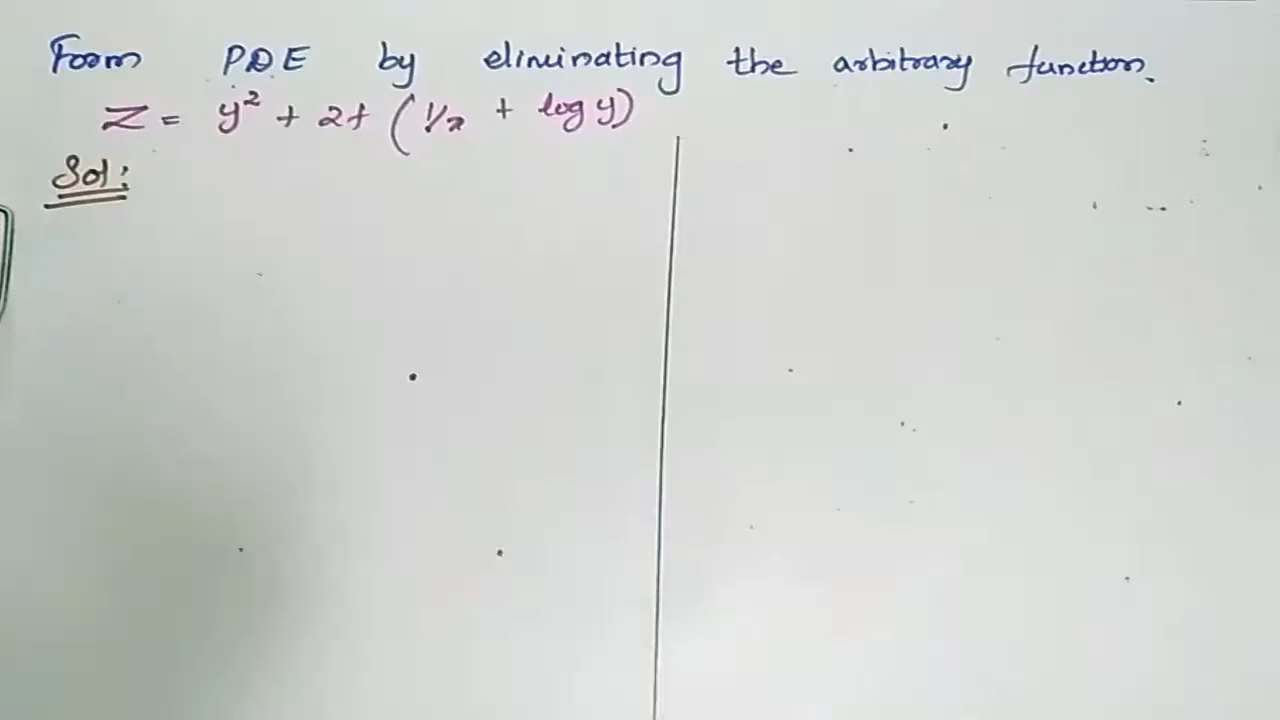 Form PDE by eliminating the arbitrary function.
Z = y² + 2f (1/x + log y)
Sol: